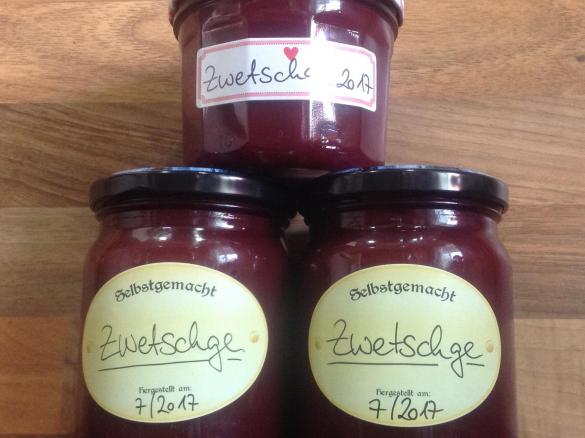 Zwetschge 2017
Selbstgemacht
Zwetschge
Hergestellt am:
7/2017
Selbstgemacht
Zwetschge
Hergestellt am:
7/2017